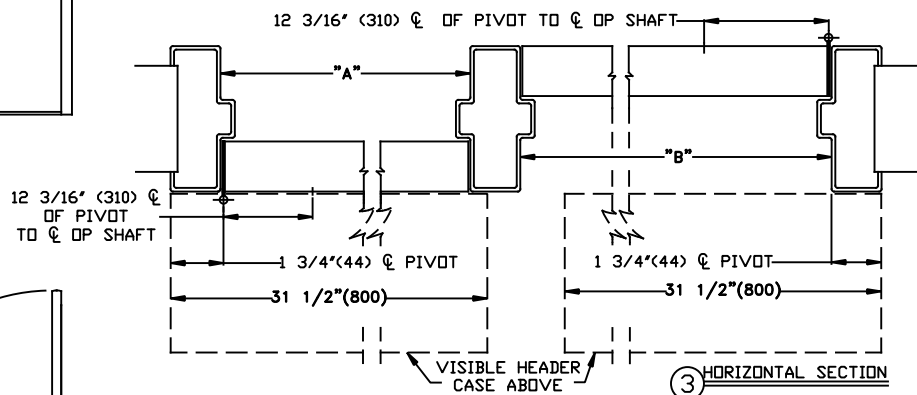 12 3/16" (310) ℄ OF PIVOT TO ℄ OP SHAFT
"A"
"B"
12 3/16" (310) ℄
OF PIVOT
TO ℄ OP SHAFT
1 3/4"(44) ℄ PIVOT
1 3/4"(44) ℄ PIVOT
31 1/2"(800)
31 1/2"(800)
VISIBLE HEADER
CASE ABOVE
3 HORIZONTAL SECTION